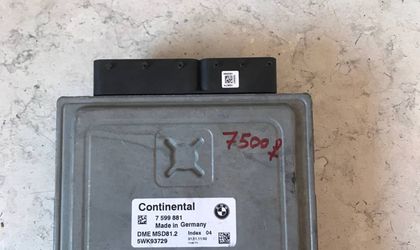 7500 ₽
Continental
7 599 881
Made in Germany
DME MSD81.2 Index 04
5WK93729